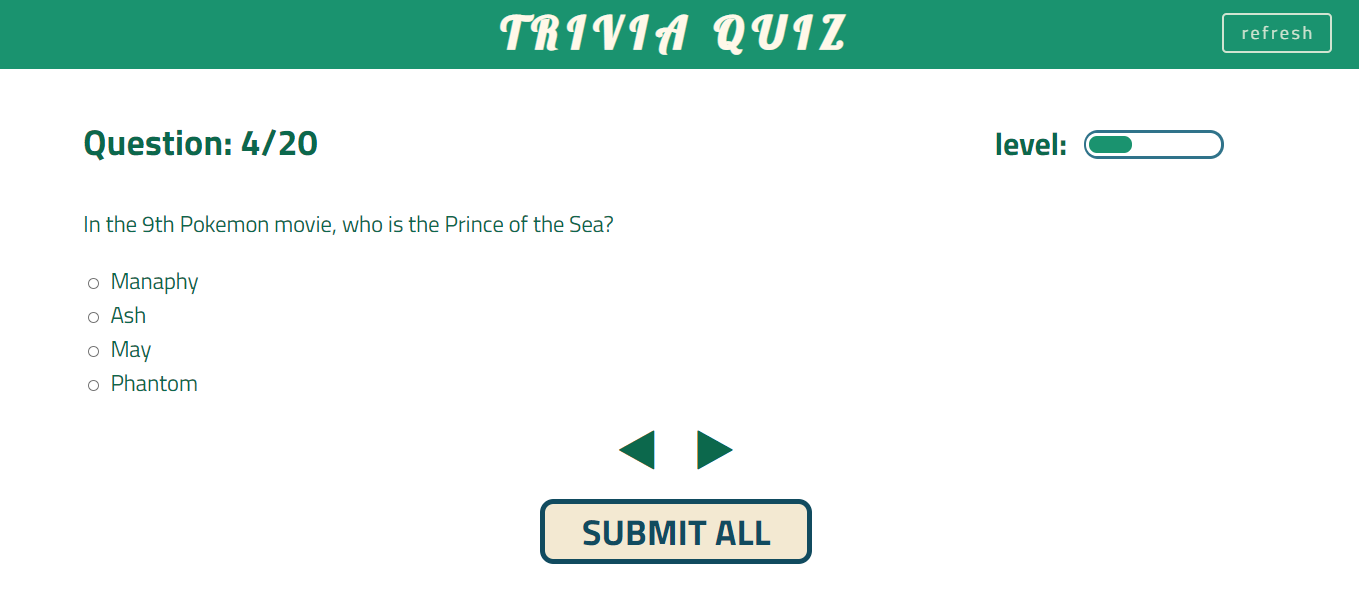 TRIVIA QUIZ
refresh
Question: 4/20
level:
In the 9th Pokemon movie, who is the Prince of the Sea?
Manaphy
Ash
May
Phantom
SUBMIT ALL